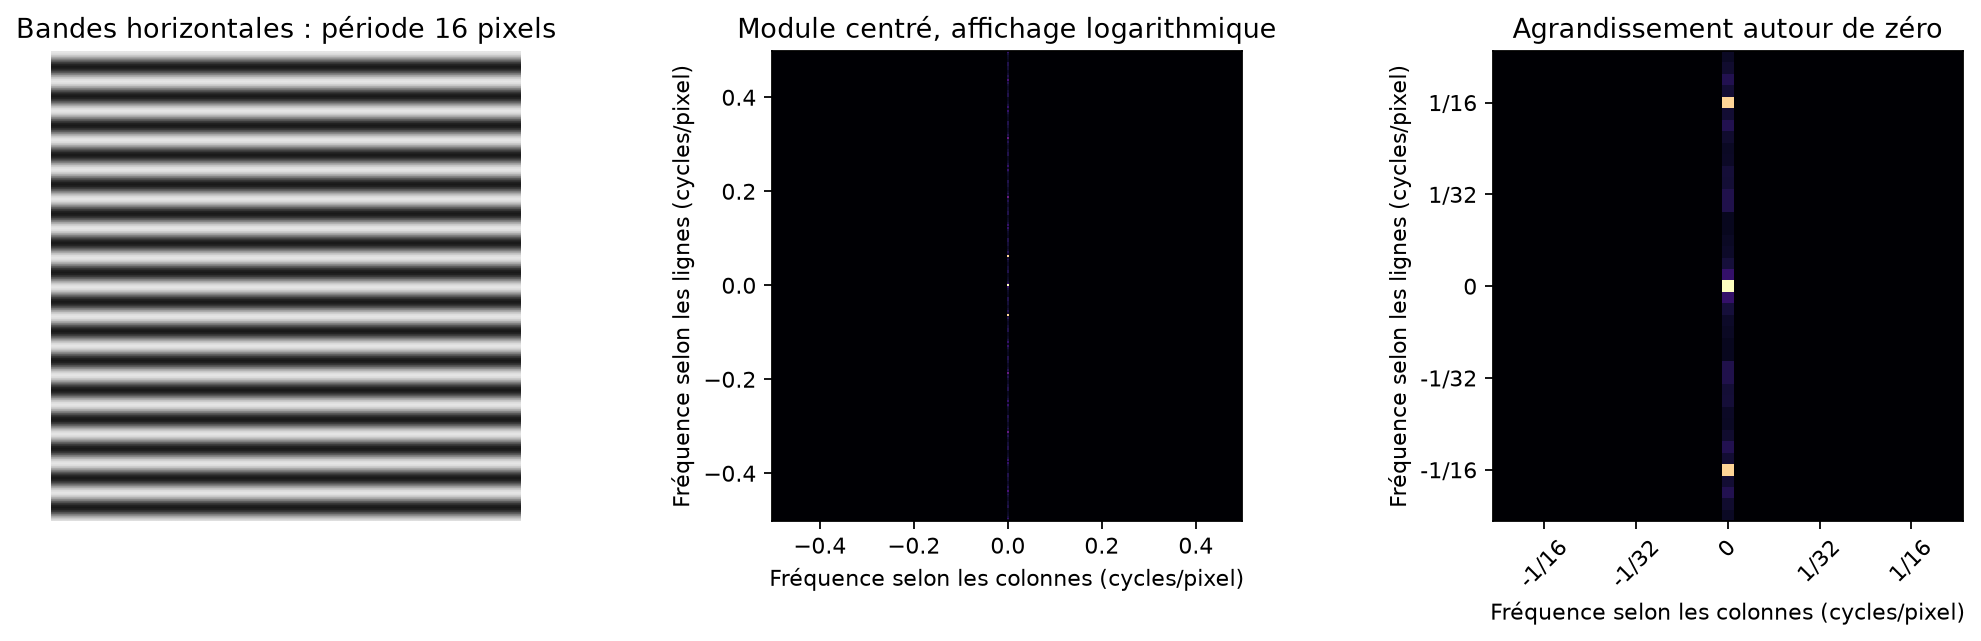 Bandes horizontales : période 16 pixels
Module centré, affichage logarithmique
Agrandissement autour de zéro
Fréquence selon les lignes (cycles/pixel)
0.4
0.2
0.0
−0.2
−0.4
−0.4
−0.2
0.0
0.2
0.4
Fréquence selon les colonnes (cycles/pixel)
Fréquence selon les lignes (cycles/pixel)
1/16
1/32
0
-1/32
-1/16
-1/16
-1/32
0
1/32
1/16
Fréquence selon les colonnes (cycles/pixel)